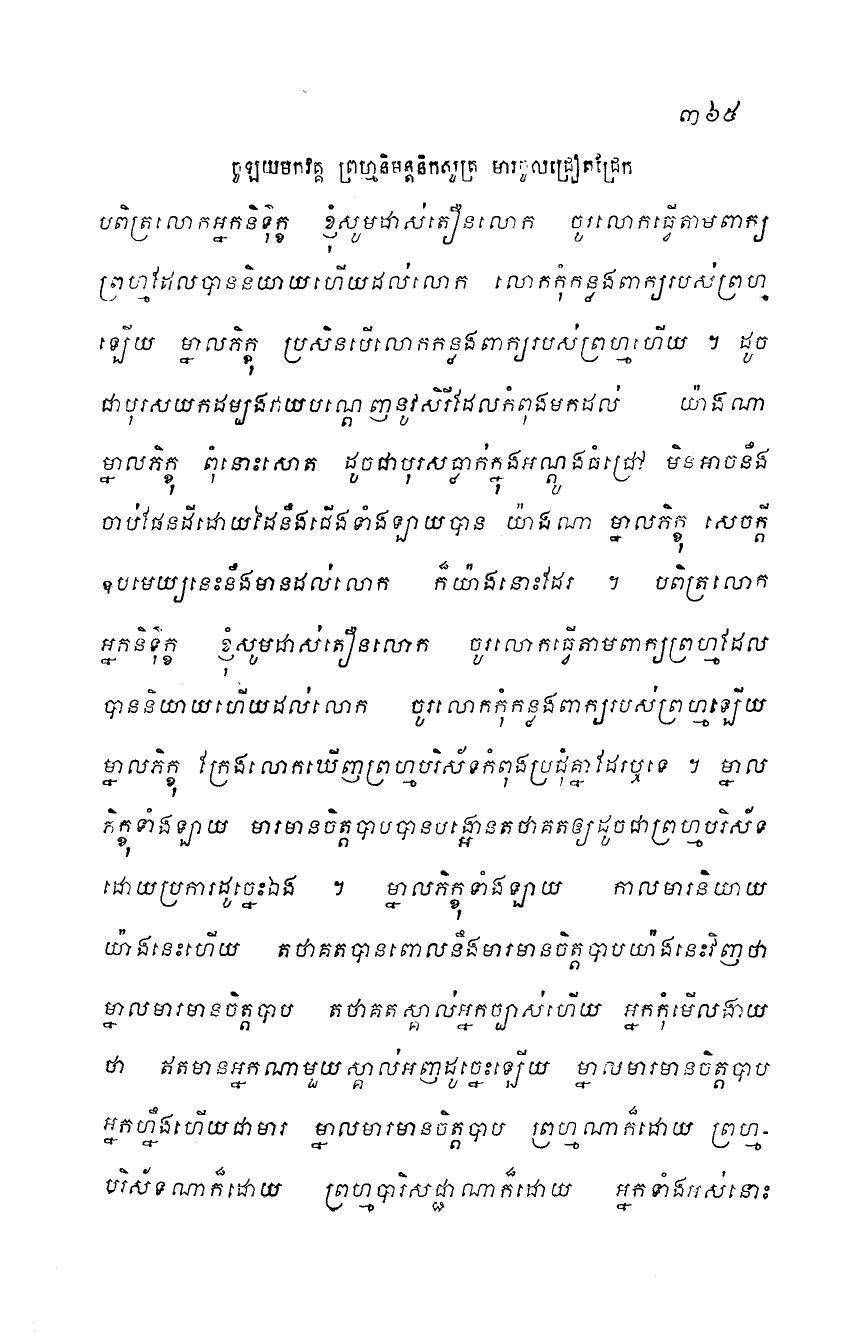 ៣៦៥
ចូឡយមកវគ្គ ព្រហ្មនិមន្តនិកសូត្រ មារចូលជ្រៀតជ្រែក
បពិត្រលោកអ្នកនិទុ៎ក្ខ ខ្ញុំសូមដាស់តឿនលោក ចូរលោកធ្វើតាមពាក្យ
ព្រហ្មដែលបាននិយាយហើយដល់លោក លោកកុំកន្លងពាក្យរបស់ព្រហ្ម
ឡើយ ម្នាលភិក្ខុ ប្រសិនបើលោកកន្លងពាក្យរបស់ព្រហ្មហើយ ។ ដូច
ជាបុរសយកដម្បងវាយបណ្តេញនូវសិរីដែលកំពុងមកដល់ យ៉ាងណា
ម្នាលភិក្ខុ ពុំនោះសោត ដូចជាបុរសធ្លាក់ក្នុងអណ្តូងធំជ្រៅ មិនអាចនឹង
ចាប់ផែនដីដោយដៃនឹងជើងទាំងឡាយបាន យ៉ាងណា ម្នាលភិក្ខុ សេចក្តី
ឧបមេយ្យនេះនឹងមានដល់លោក ក៏យ៉ាងនោះដែរ ។ បពិត្រលោក
អ្នកនិទុ៎ក្ខ ខ្ញុំសូមដាស់តឿនលោក ចូរលោកធ្វើតាមពាក្យព្រហ្មដែល
បាននិយាយហើយដល់លោក ចូរលោកកុំកន្លងពាក្យរបស់ព្រហ្មឡើយ
ម្នាលភិក្ខុ ក្រែងលោកឃើញព្រហ្មបរិស័ទកំពុងប្រជុំគ្នាដែរឬទេ ។ ម្នាល
ភិក្ខុទាំងឡាយ មារមានចិត្តបាបបានបង្អោនតថាគតឲ្យដូចជាព្រហ្មបរិស័ទ
ដោយប្រការដូច្នេះឯង ។ ម្នាលភិក្ខុទាំងឡាយ កាលមារនិយាយ
យ៉ាងនេះហើយ តថាគតបានពោលនឹងមារមានចិត្តបាបយ៉ាងនេះវិញថា
ម្នាលមារមានចិត្តបាប តថាគតស្គាល់អ្នកច្បាស់ហើយ អ្នកកុំមើលងាយ
ថា ឥតមានអ្នកណាមួយស្គាល់អញដូច្នេះឡើយ ម្នាលមារមានចិត្តបាប
អ្នកហ្នឹងហើយជាមារ ម្នាលមារមានចិត្តបាប ព្រហ្មណាក៏ដោយ ព្រហ្ម-
បរិស័ទណាក៏ដោយ ព្រហ្មបារិសជ្ជាណាក៏ដោយ អ្នកទាំងអស់នោះ